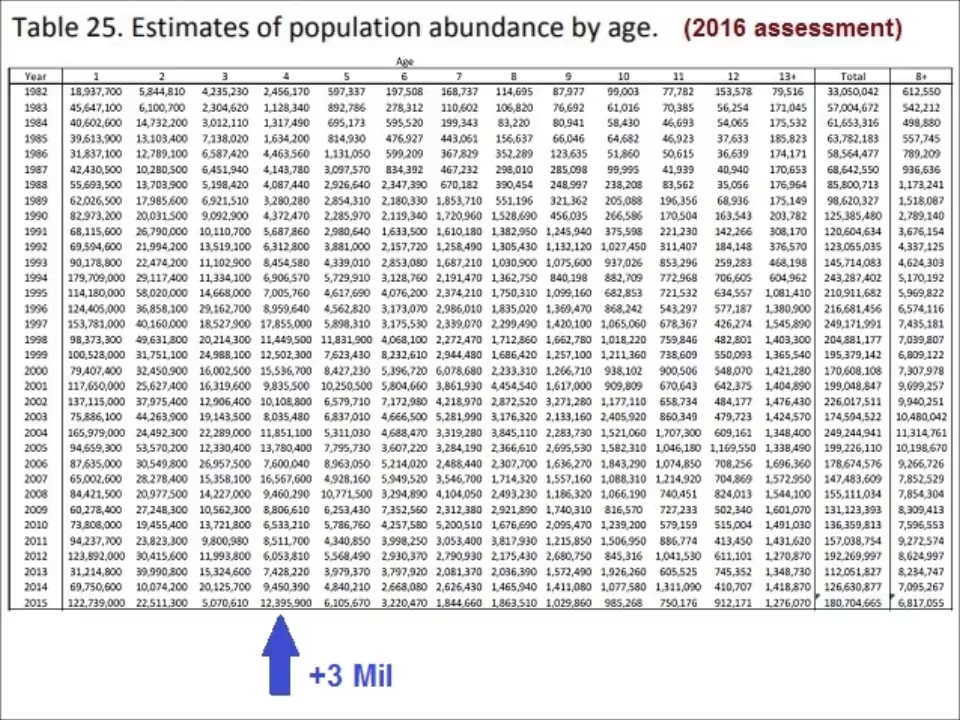 Table 25. Estimates of population abundance by age. (2016 assessment)
Age
Year 1 2 3 4 5 6 7 8 9 10 11 12 13+ Total 8+
1982 18,937,700 5,844,810 4,235,230 2,456,170 597,337 197,508 168,737 114,695 87,977 99,003 77,782 153,578 79,516 33,050,042 612,550
1983 45,647,100 6,100,700 2,304,620 1,128,340 892,786 278,312 110,602 106,820 76,692 61,016 70,385 56,254 171,045 57,004,672 542,212
1984 40,602,600 14,732,200 3,012,110 1,317,490 695,173 595,520 199,343 83,220 80,941 58,430 46,693 54,065 175,532 61,653,316 498,880
1985 39,613,900 13,103,400 7,138,020 1,634,200 814,930 476,927 443,061 156,637 66,046 64,682 46,923 37,633 185,823 63,782,183 557,745
1986 31,837,100 12,789,100 6,587,420 4,463,560 1,131,050 599,209 367,829 352,289 123,635 51,860 50,615 36,639 174,171 58,564,477 789,209
1987 42,430,500 10,280,500 6,451,940 4,143,780 3,097,570 834,392 467,232 298,010 285,098 99,995 41,939 40,940 170,653 68,642,550 936,636
1988 55,693,500 13,703,900 5,198,420 4,087,440 2,926,640 2,347,390 670,182 390,454 248,997 238,208 83,562 35,056 176,964 85,800,713 1,173,241
1989 62,026,500 17,985,600 6,921,510 3,280,280 2,854,310 2,180,330 1,853,710 551,196 321,362 205,088 196,356 68,936 175,149 98,620,327 1,518,087
1990 82,973,200 20,031,500 9,092,900 4,372,470 2,285,970 2,119,340 1,720,960 1,528,690 456,035 266,586 170,504 163,543 203,782 125,385,480 2,789,140
1991 68,115,600 26,790,000 10,110,700 5,687,860 2,980,640 1,633,500 1,610,180 1,382,950 1,245,940 375,598 221,230 142,266 308,170 120,604,634 3,676,154
1992 69,594,600 21,994,200 13,519,100 6,312,800 3,881,000 2,157,720 1,258,490 1,305,430 1,132,120 1,027,450 311,407 184,148 376,570 123,055,035 4,337,125
1993 90,178,800 22,474,200 11,102,900 8,454,580 4,339,010 2,853,080 1,687,210 1,030,900 1,075,600 937,026 853,296 259,283 468,198 145,714,083 4,624,303
1994 179,709,000 29,117,400 11,334,100 6,906,570 5,729,910 3,128,760 2,191,470 1,362,750 840,198 882,709 772,968 706,605 604,962 243,287,402 5,170,192
1995 114,180,000 58,020,000 14,668,000 7,005,760 4,617,690 4,076,200 2,374,210 1,750,310 1,099,160 682,853 721,532 634,557 1,081,410 210,911,682 5,969,822
1996 124,405,000 36,858,100 29,162,700 8,959,640 4,562,820 3,173,070 2,986,010 1,835,020 1,369,470 868,242 543,297 577,187 1,380,900 216,681,456 6,574,116
1997 153,781,000 40,160,000 18,527,900 17,855,000 5,898,310 3,175,530 2,339,070 2,299,490 1,420,100 1,065,060 678,367 426,274 1,545,890 249,171,991 7,435,181
1998 98,373,300 49,631,800 20,214,300 11,449,500 11,831,900 4,068,100 2,272,470 1,712,860 1,662,780 1,018,220 759,846 482,801 1,403,300 204,881,177 7,039,807
1999 100,528,000 31,751,100 24,988,100 12,502,300 7,623,430 8,232,610 2,944,480 1,686,420 1,257,100 1,211,360 738,609 550,093 1,365,540 195,379,142 6,809,122
2000 79,407,400 32,450,900 16,002,500 15,536,700 8,427,230 5,396,720 6,078,680 2,233,310 1,266,710 938,102 900,506 548,070 1,421,280 170,608,108 7,307,978
2001 117,650,000 25,627,400 16,319,600 9,835,500 10,250,500 5,804,660 3,861,930 4,454,540 1,617,000 909,809 670,643 642,375 1,404,890 199,048,847 9,699,257
2002 137,115,000 37,975,400 12,906,400 10,108,800 6,579,710 7,172,980 4,218,970 2,872,520 3,271,280 1,177,110 658,734 484,177 1,476,430 226,017,511 9,940,251
2003 75,886,100 44,263,900 19,143,500 8,035,480 6,837,010 4,666,500 5,281,990 3,176,320 2,133,160 2,405,920 860,349 479,723 1,424,570 174,594,522 10,480,042
2004 165,979,000 24,492,300 22,289,000 11,851,100 5,311,030 4,688,470 3,319,280 3,845,110 2,283,730 1,521,060 1,707,300 609,161 1,348,400 249,244,941 11,314,761
2005 94,659,300 53,570,200 12,330,400 13,780,400 7,795,730 3,607,220 3,284,190 2,366,610 2,695,530 1,582,310 1,046,180 1,169,550 1,338,490 199,226,110 10,198,670
2006 87,635,000 30,549,800 26,957,500 7,600,040 8,963,050 5,214,020 2,488,440 2,307,700 1,636,270 1,843,290 1,074,850 708,256 1,696,360 178,674,576 9,266,726
2007 65,002,600 28,278,400 15,358,100 16,567,600 4,928,160 5,949,520 3,546,700 1,714,320 1,557,160 1,088,310 1,214,920 704,869 1,572,950 147,483,609 7,852,529
2008 84,421,500 20,977,500 14,227,000 9,460,290 10,771,500 3,294,890 4,104,050 2,493,230 1,186,320 1,066,190 740,451 824,013 1,544,100 155,111,034 7,854,304
2009 60,278,400 27,248,300 10,562,300 8,806,610 6,253,430 7,352,560 2,312,380 2,921,890 1,740,310 816,570 727,233 502,340 1,601,070 131,123,393 8,309,413
2010 73,808,000 19,455,400 13,721,800 6,533,210 5,786,760 4,257,580 5,200,510 1,676,690 2,095,470 1,239,200 579,159 515,004 1,491,030 136,359,813 7,596,553
2011 94,237,700 23,823,300 9,800,980 8,511,700 4,340,850 3,998,250 3,053,400 3,817,930 1,215,850 1,506,950 886,774 413,450 1,431,620 157,038,754 9,272,574
2012 123,892,000 30,415,600 11,993,800 6,053,810 5,568,490 2,930,370 2,790,930 2,175,430 2,680,750 845,316 1,041,530 611,101 1,270,870 192,269,997 8,624,997
2013 31,214,800 39,990,800 15,324,600 7,428,220 3,979,370 3,797,920 2,081,370 2,036,390 1,572,490 1,926,260 605,525 745,352 1,348,730 112,051,827 8,234,747
2014 69,750,600 10,074,200 20,125,700 9,450,390 4,840,210 2,668,080 2,626,430 1,465,940 1,411,080 1,077,580 1,311,090 410,707 1,418,870 126,630,877 7,095,267
2015 122,739,000 22,511,300 5,070,610 12,395,900 6,105,670 3,220,470 1,844,660 1,863,510 1,029,860 985,268 750,176 912,171 1,276,070 180,704,665 6,817,055
+3 Mil